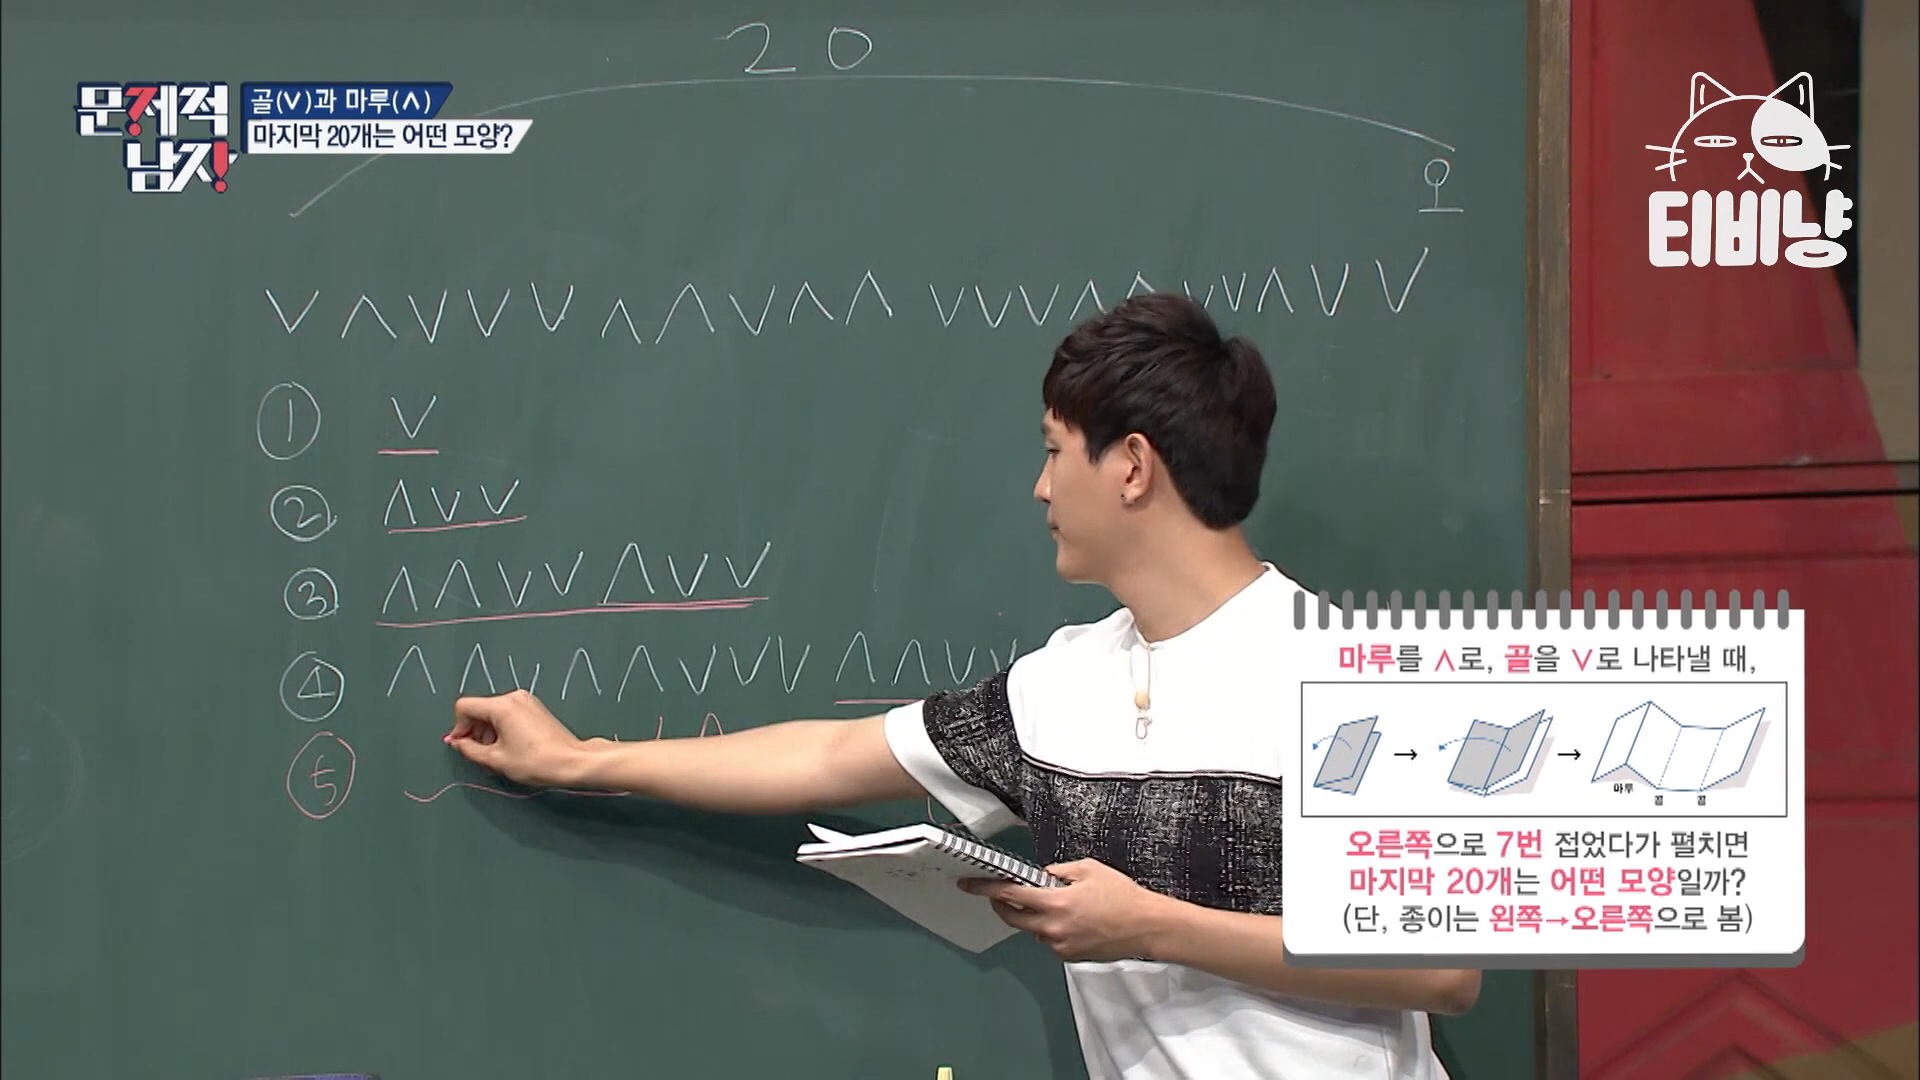 20
문제적
남자
골(∨)과 마루(∧)
마지막 20개는 어떤 모양?
티비냥
오
∨∧∨∨∨∧∧∨∧∧∨∨∨∧∧∨∨∧∨∨
① ∨
② ∧∨∨
③ ∧∧∨∨∧∨∨
④ ∧∧∨∧∧∨∨∨∧∧∨∨
⑤
마루를 ∧로, 골을 ∨로 나타낼 때,
→ →
마루 골 골
오른쪽으로 7번 접었다가 펼치면
마지막 20개는 어떤 모양일까?
(단, 종이는 왼쪽→오른쪽으로 봄)